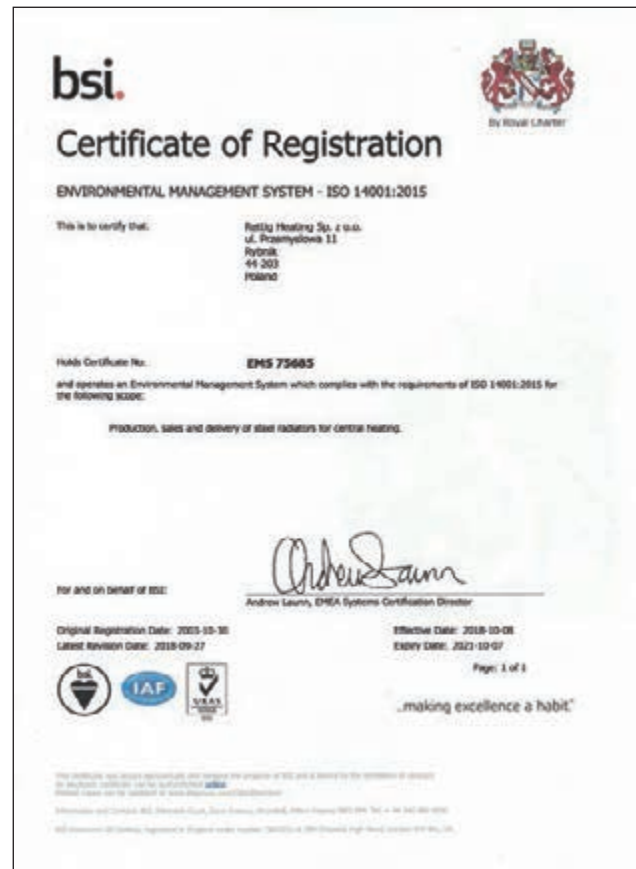 bsi.
By Royal Charter
Certificate of Registration
ENVIRONMENTAL MANAGEMENT SYSTEM - ISO 14001:2015
This is to certify that:
Rettig Heating Sp. z o.o.
ul. Przemyslowa 11
Rybnik
44-203
Poland
Holds Certificate No:
EMS 75685
and operates an Environmental Management System which complies with the requirements of ISO 14001:2015 for
the following scope:
Production, sales and delivery of steel radiators for central heating.
For and on behalf of BSI:
Andrew Launn, EMEA Systems Certification Director
Original Registration Date: 2003-10-30
Effective Date: 2018-10-08
Latest Revision Date: 2018-09-27
Expiry Date: 2021-10-07
Page: 1 of 1
bsi.
IAF
UKAS
...making excellence a habit.™